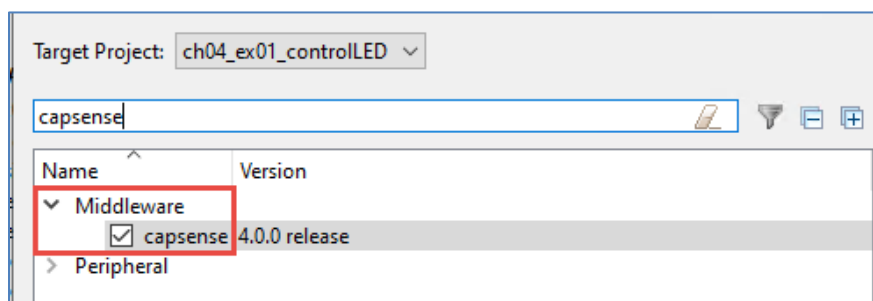 Target Project: ch04_ex01_controlLED
capsense
Name Version
Middleware
capsense 4.0.0 release
Peripheral